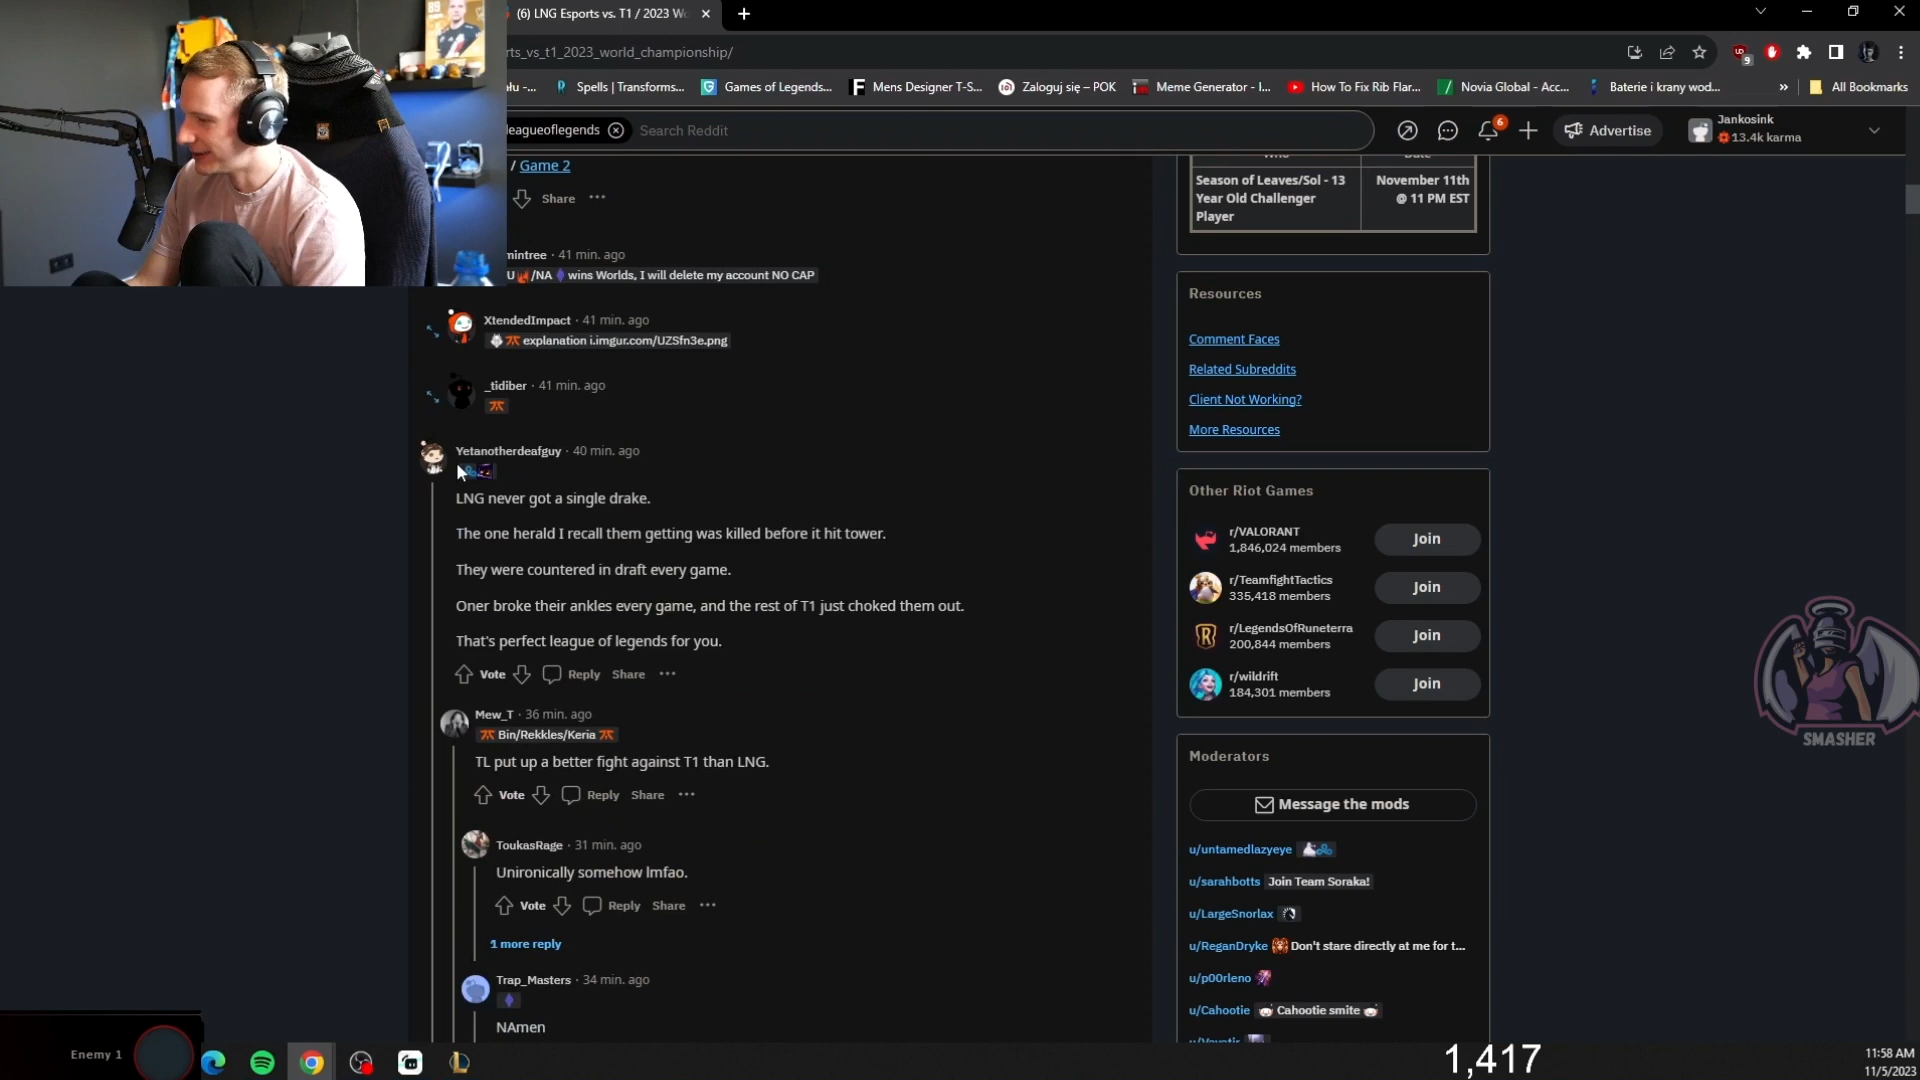 (6) LNG Esports vs. T1 / 2023 Wo
rts_vs_t1_2023_world_championship/
ału -...
Spells | Transforms...
Games of Legends...
Mens Designer T-S...
Zaloguj się – POK
Meme Generator - I...
How To Fix Rib Flar...
Novia Global - Acc...
Baterie i krany wod...
»
All Bookmarks
9
leagueoflegends
Search Reddit
6
Advertise
Jankosink
13.4k karma
/ Game 2
Share ...
mintree · 41 min. ago
U /NA wins Worlds, I will delete my account NO CAP
XtendedImpact · 41 min. ago
explanation i.imgur.com/UZSfn3e.png
_tidiber · 41 min. ago
Yetanotherdeafguy · 40 min. ago
LNG never got a single drake.
The one herald I recall them getting was killed before it hit tower.
They were countered in draft every game.
Oner broke their ankles every game, and the rest of T1 just choked them out.
That's perfect league of legends for you.
Vote Reply Share ...
Mew_T · 36 min. ago
Bin/Rekkles/Keria
TL put up a better fight against T1 than LNG.
Vote Reply Share ...
ToukasRage · 31 min. ago
Unironically somehow lmfao.
Vote Reply Share ...
1 more reply
Trap_Masters · 34 min. ago
NAmen
Who Date
Season of Leaves/Sol - 13
Year Old Challenger
Player
November 11th
@ 11 PM EST
Resources
Comment Faces
Related Subreddits
Client Not Working?
More Resources
Other Riot Games
r/VALORANT
1,846,024 members
Join
r/TeamfightTactics
335,418 members
Join
r/LegendsOfRuneterra
200,844 members
Join
r/wildrift
184,301 members
Join
Moderators
Message the mods
u/untamedlazyeye
u/sarahbotts Join Team Soraka!
u/LargeSnorlax
u/ReganDryke Don't stare directly at me for t...
u/p00rleno
u/Cahootie Cahootie smite
SMASHER
Enemy 1
1,417
11:58 AM
11/5/2023